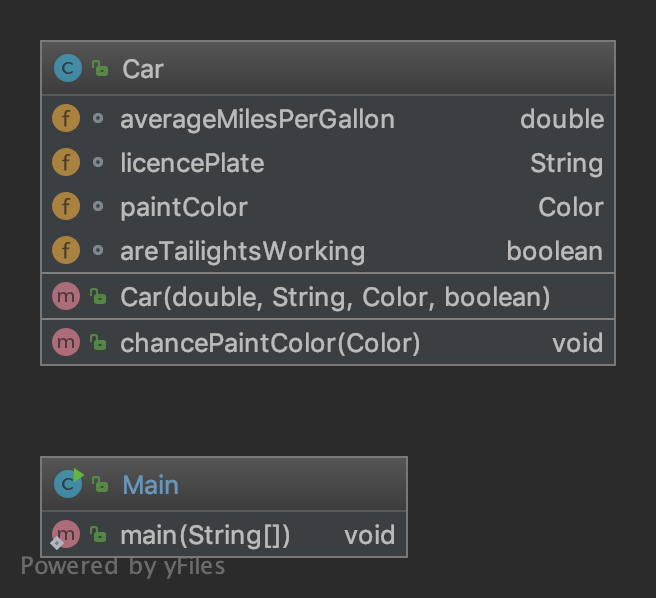 Car
averageMilesPerGallon double
licencePlate String
paintColor Color
areTailightsWorking boolean
Car(double, String, Color, boolean)
chancePaintColor(Color) void
Main
main(String[]) void
Powered by yFiles